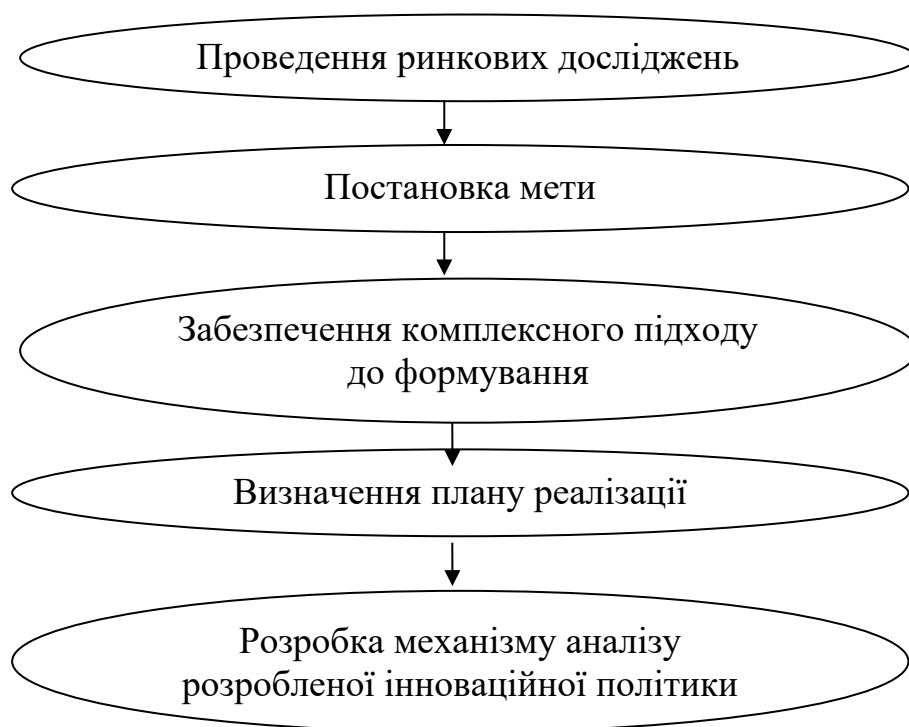 Проведення ринкових досліджень
Постановка мети
Забезпечення комплексного підходу
до формування
Визначення плану реалізації
Розробка механізму аналізу
розробленої інноваційної політики